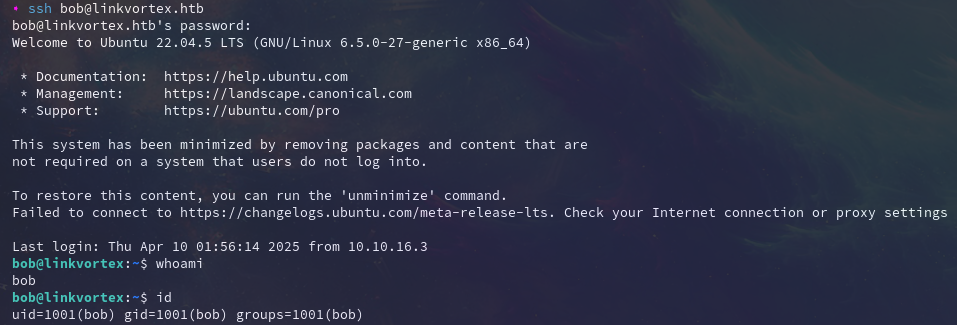 • ssh bob@linkvortex.htb
bob@linkvortex.htb's password:
Welcome to Ubuntu 22.04.5 LTS (GNU/Linux 6.5.0-27-generic x86_64)
* Documentation:  https://help.ubuntu.com
* Management:     https://landscape.canonical.com
* Support:        https://ubuntu.com/pro
This system has been minimized by removing packages and content that are
not required on a system that users do not log into.
To restore this content, you can run the 'unminimize' command.
Failed to connect to https://changelogs.ubuntu.com/meta-release-lts. Check your Internet connection or proxy settings
Last login: Thu Apr 10 01:56:14 2025 from 10.10.16.3
bob@linkvortex:~$ whoami
bob
bob@linkvortex:~$ id
uid=1001(bob) gid=1001(bob) groups=1001(bob)